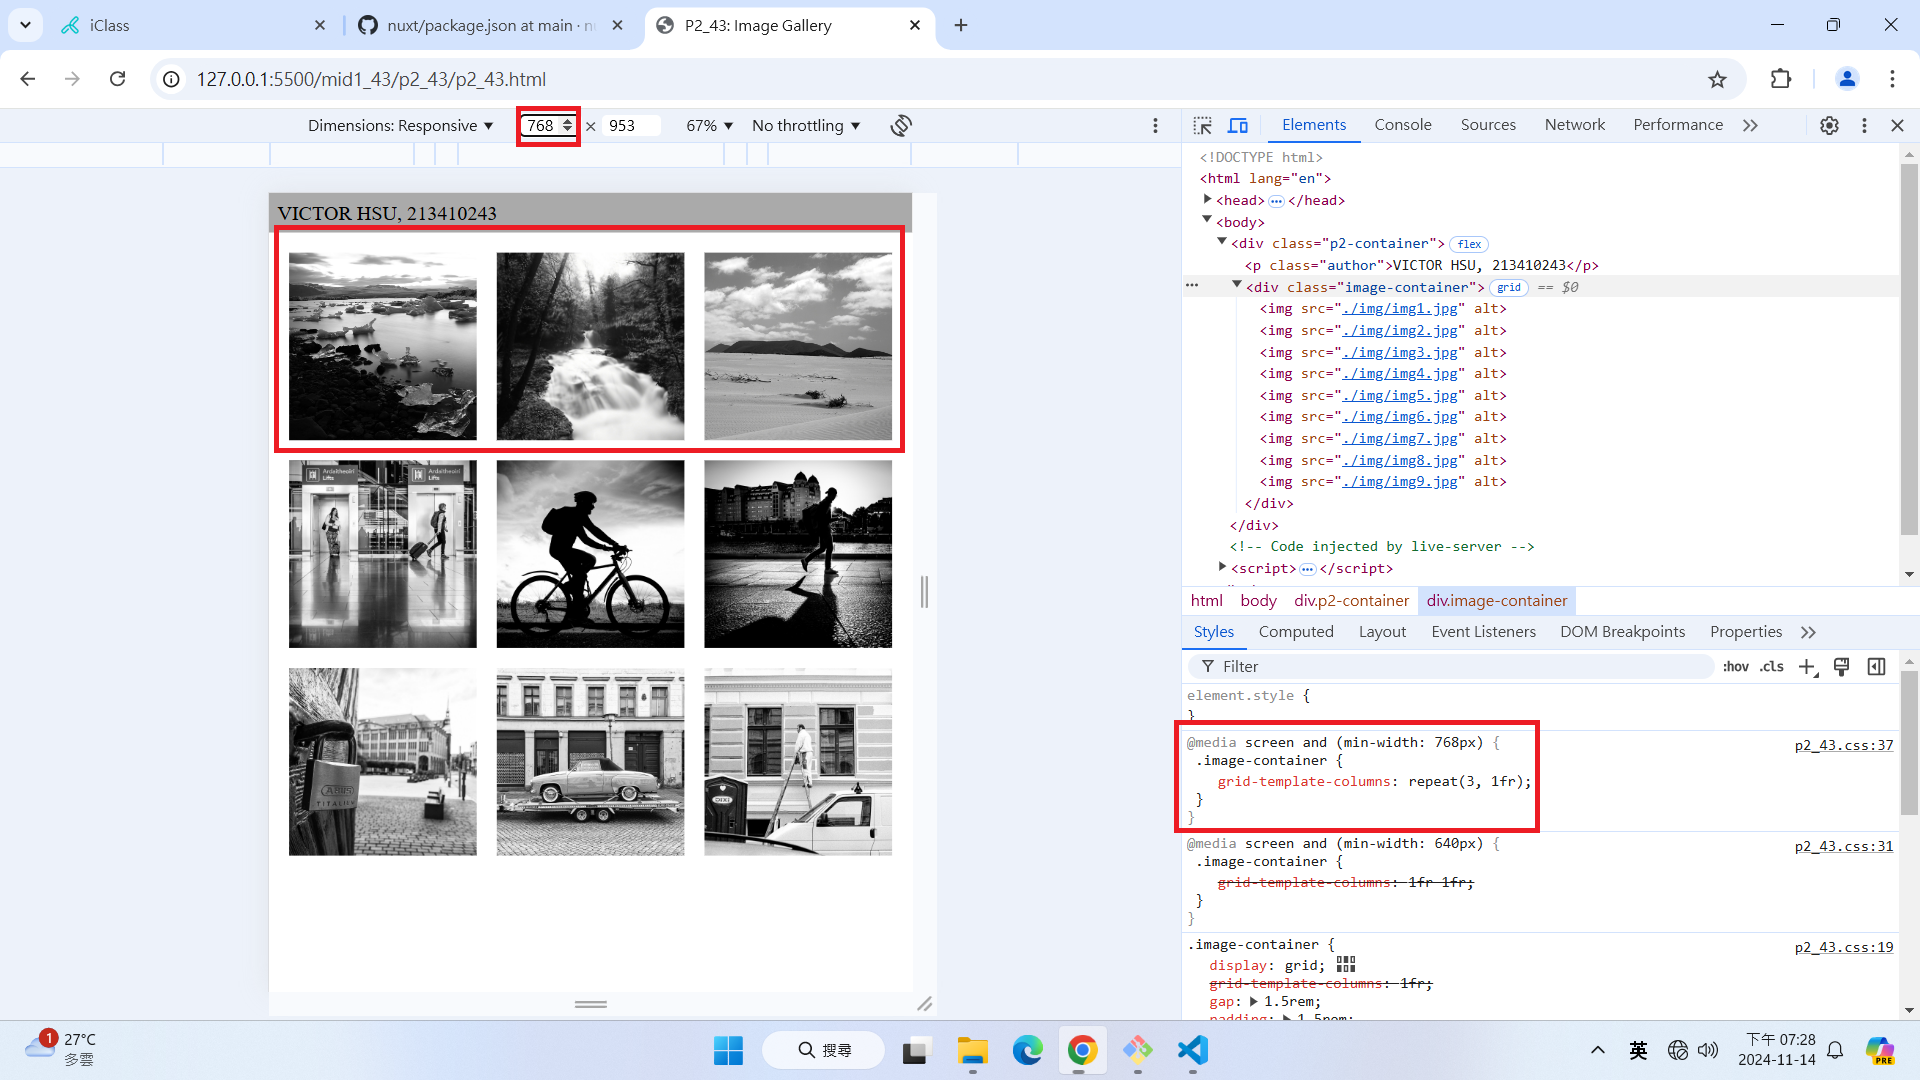 iClass
nuxt/package.json at main · nu
P2_43: Image Gallery
127.0.0.1:5500/mid1_43/p2_43/p2_43.html
Dimensions: Responsive
768
×
953
67%
No throttling
Elements
Console
Sources
Network
Performance
VICTOR HSU, 213410243
Ardaitheoirí
Lifts
Ardaitheoirí
Lifts
ABUS
TITALIUM
<!DOCTYPE html>
<html lang="en">
<head> ··· </head>
<body>
<div class="p2-container"> flex
<p class="author">VICTOR HSU, 213410243</p>
<div class="image-container"> grid == $0
<img src="./img/img1.jpg" alt>
<img src="./img/img2.jpg" alt>
<img src="./img/img3.jpg" alt>
<img src="./img/img4.jpg" alt>
<img src="./img/img5.jpg" alt>
<img src="./img/img6.jpg" alt>
<img src="./img/img7.jpg" alt>
<img src="./img/img8.jpg" alt>
<img src="./img/img9.jpg" alt>
</div>
</div>
<!-- Code injected by live-server -->
<script> ··· </script>
html
body
div.p2-container
div.image-container
Styles
Computed
Layout
Event Listeners
DOM Breakpoints
Properties
Filter
:hov
.cls
element.style {
}
@media screen and (min-width: 768px) {
p2_43.css:37
.image-container {
grid-template-columns: repeat(3, 1fr);
}
}
@media screen and (min-width: 640px) {
p2_43.css:31
.image-container {
grid-template-columns: 1fr 1fr;
}
}
.image-container {
p2_43.css:19
display: grid;
grid-template-columns: 1fr;
gap: 1.5rem;
padding: 1.5rem;
1
27°C
多雲
搜尋
英
下午 07:28
2024-11-14
PRE